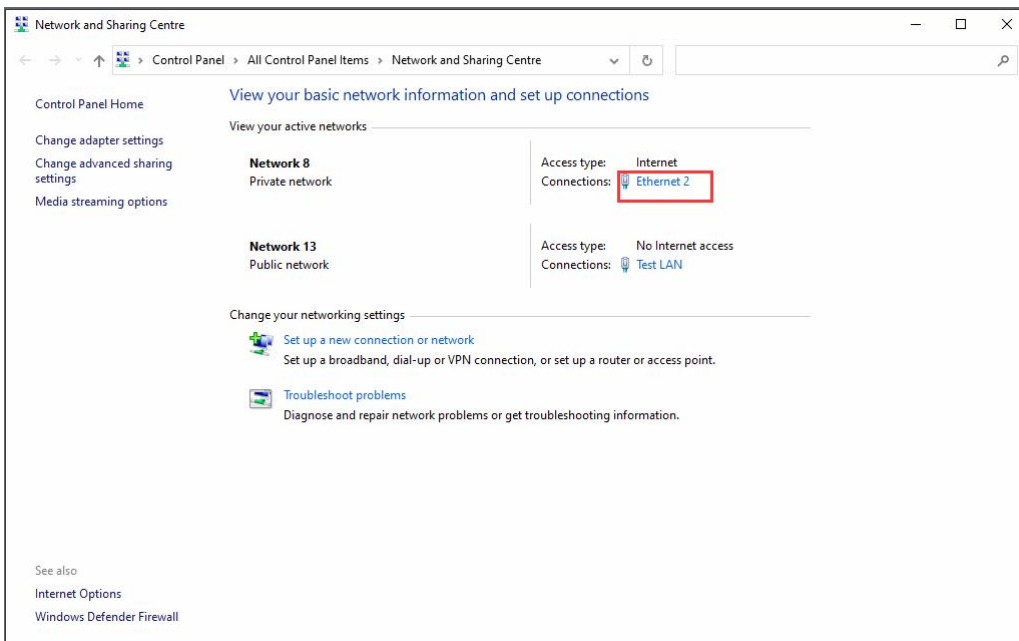 Network and Sharing Centre
Control Panel > All Control Panel Items > Network and Sharing Centre
Control Panel Home
Change adapter settings
Change advanced sharing
settings
Media streaming options
View your basic network information and set up connections
View your active networks
Network 8
Private network
Access type: Internet
Connections: Ethernet 2
Network 13
Public network
Access type: No Internet access
Connections: Test LAN
Change your networking settings
Set up a new connection or network
Set up a broadband, dial-up or VPN connection, or set up a router or access point.
Troubleshoot problems
Diagnose and repair network problems or get troubleshooting information.
See also
Internet Options
Windows Defender Firewall